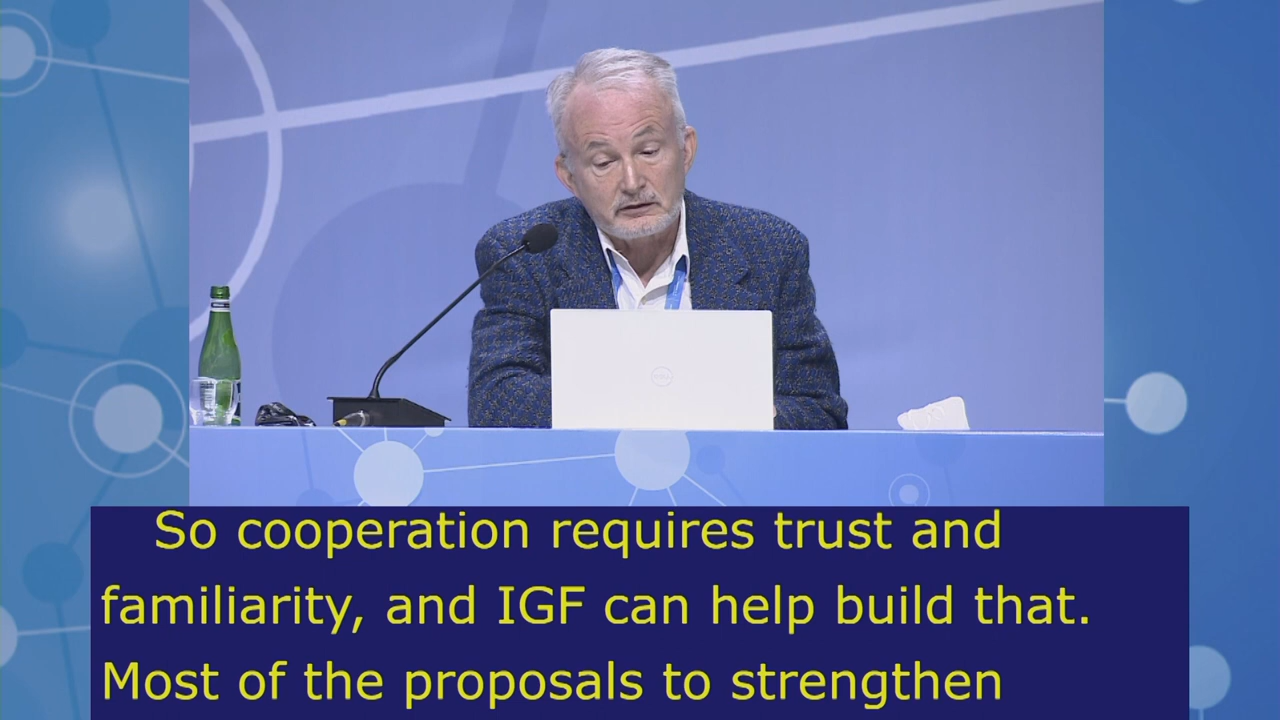 So cooperation requires trust and
familiarity, and IGF can help build that.
Most of the proposals to strengthen